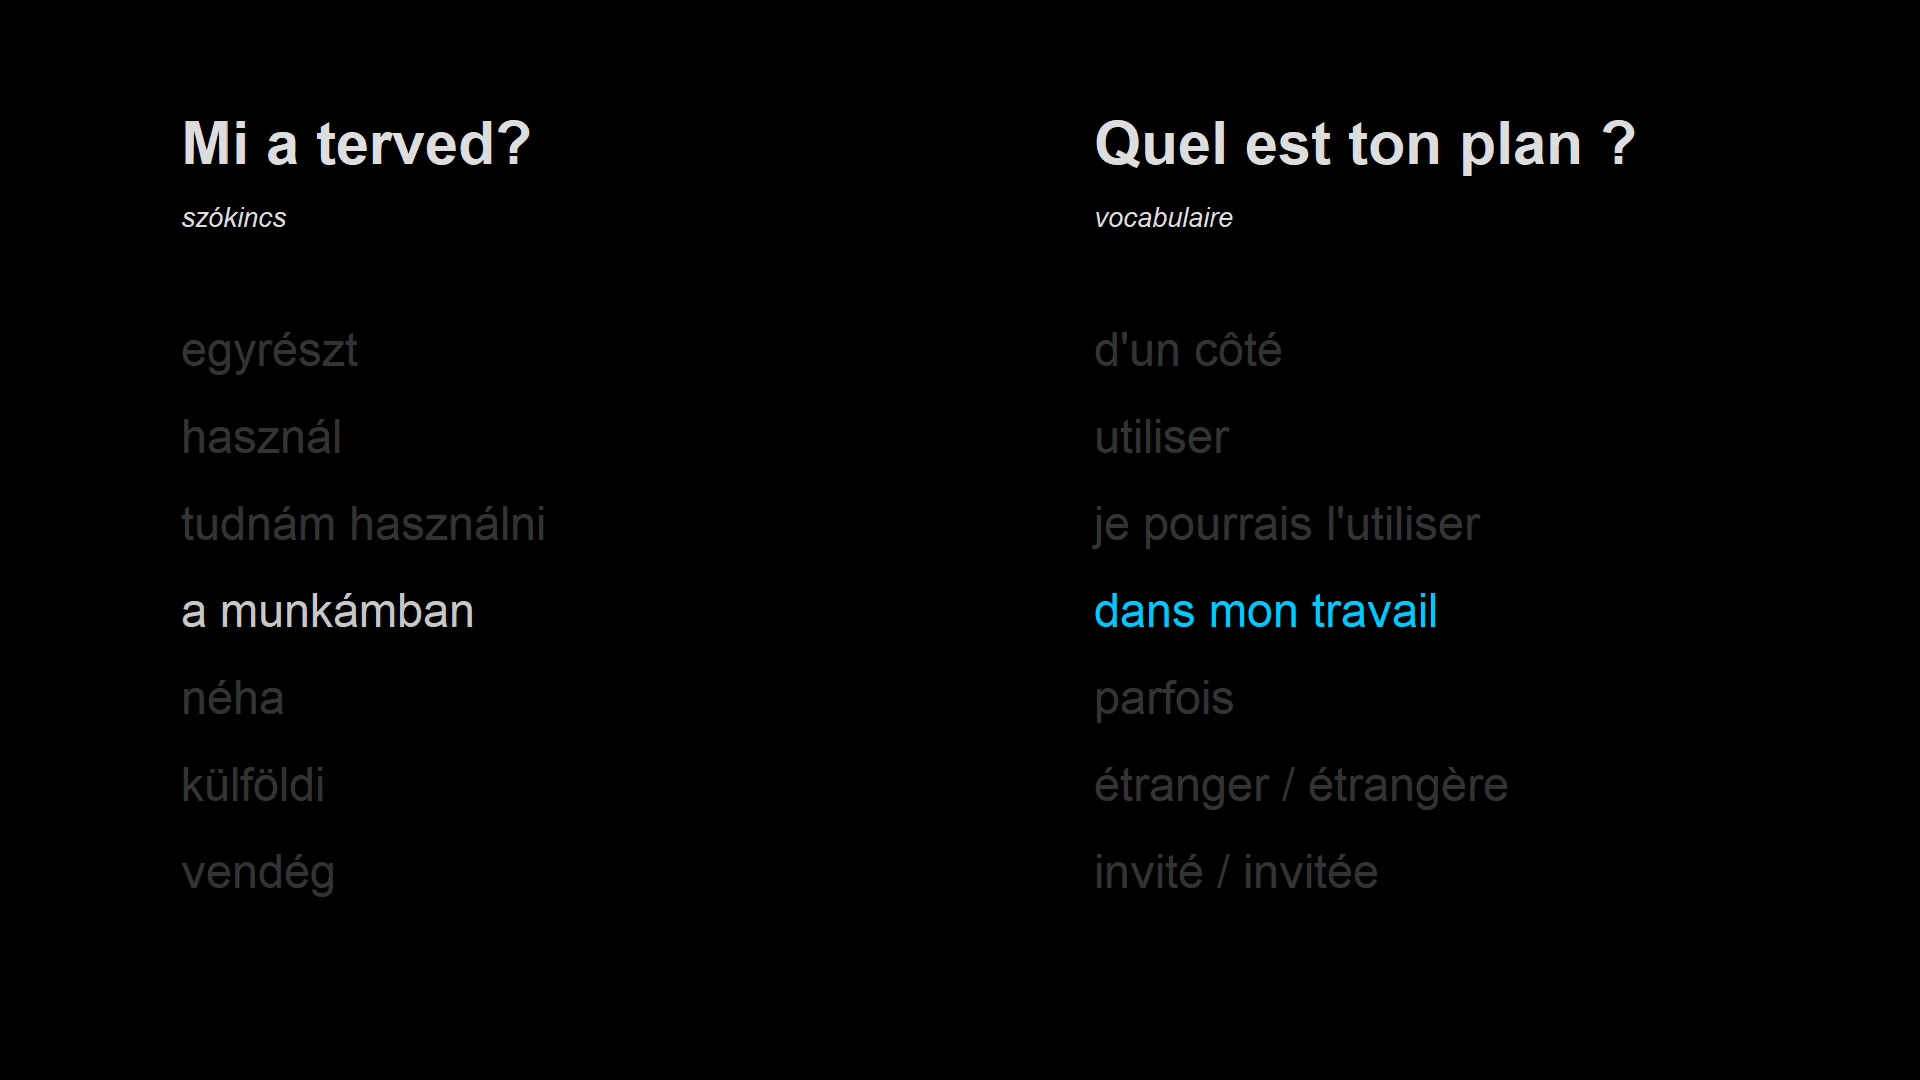 Mi a terved?
szókincs
egyrészt
használ
tudnám használni
a munkámban
néha
külföldi
vendég
Quel est ton plan ?
vocabulaire
d'un côté
utiliser
je pourrais l'utiliser
dans mon travail
parfois
étranger / étrangère
invité / invitée